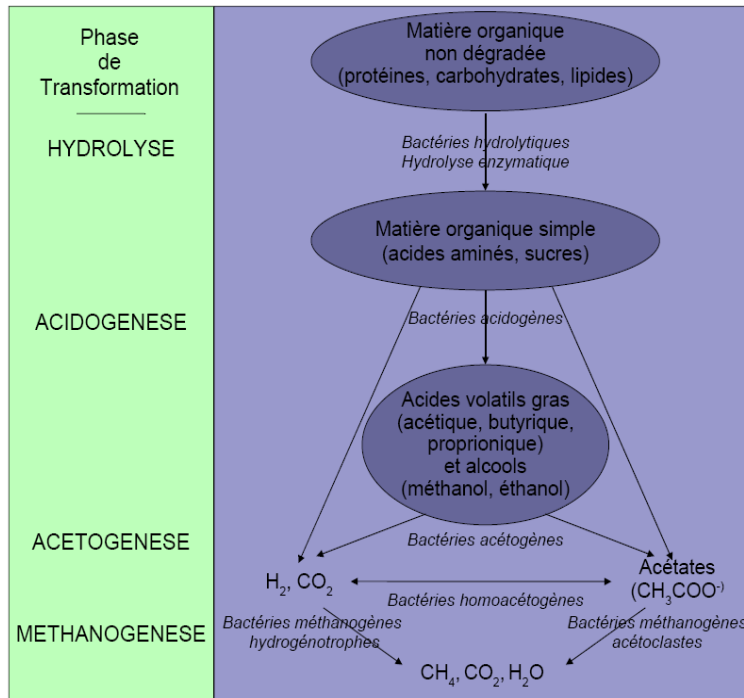 Phase
de
Transformation
Matière organique
non dégradée
(protéines, carbohydrates, lipides)
HYDROLYSE
Bactéries hydrolytiques
Hydrolyse enzymatique
Matière organique simple
(acides aminés, sucres)
ACIDOGENESE
Bactéries acidogènes
Acides volatils gras
(acétique, butyrique,
proprionique)
et alcools
(méthanol, éthanol)
ACETOGENESE
Bactéries acétogènes
H₂, CO₂
Acétates
(CH₃COO⁻⁾
Bactéries homoacétogènes
METHANOGENESE
Bactéries méthanogènes
hydrogénotrophes
Bactéries méthanogènes
acétoclastes
CH₄, CO₂, H₂O